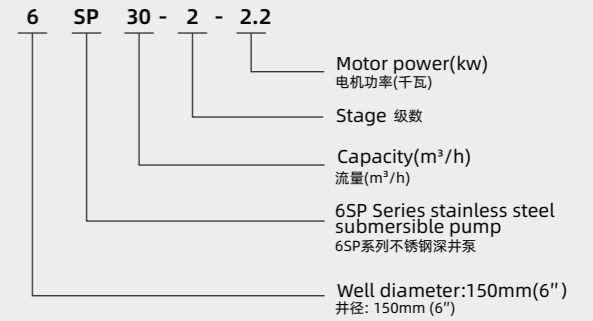 6 SP 30 - 2 - 2.2
Motor power(kw)
电机功率(千瓦)
Stage 级数
Capacity(m³/h)
流量(m³/h)
6SP Series stainless steel
submersible pump
6SP系列不锈钢深井泵
Well diameter:150mm(6″)
井径: 150mm (6″)